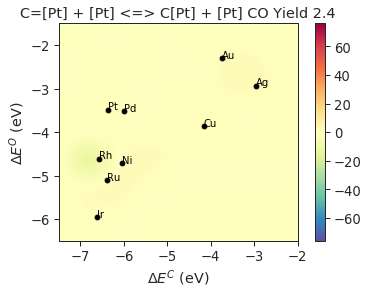 C=[Pt] + [Pt] <=> C[Pt] + [Pt] CO Yield 2.4
−2
−3
−4
−5
−6
ΔE^O (eV)
Au
Ag
Pt
Pd
Cu
Rh
Ni
Ru
Ir
−7
−6
−5
−4
−3
−2
ΔE^C (eV)
60
40
20
0
−20
−40
−60